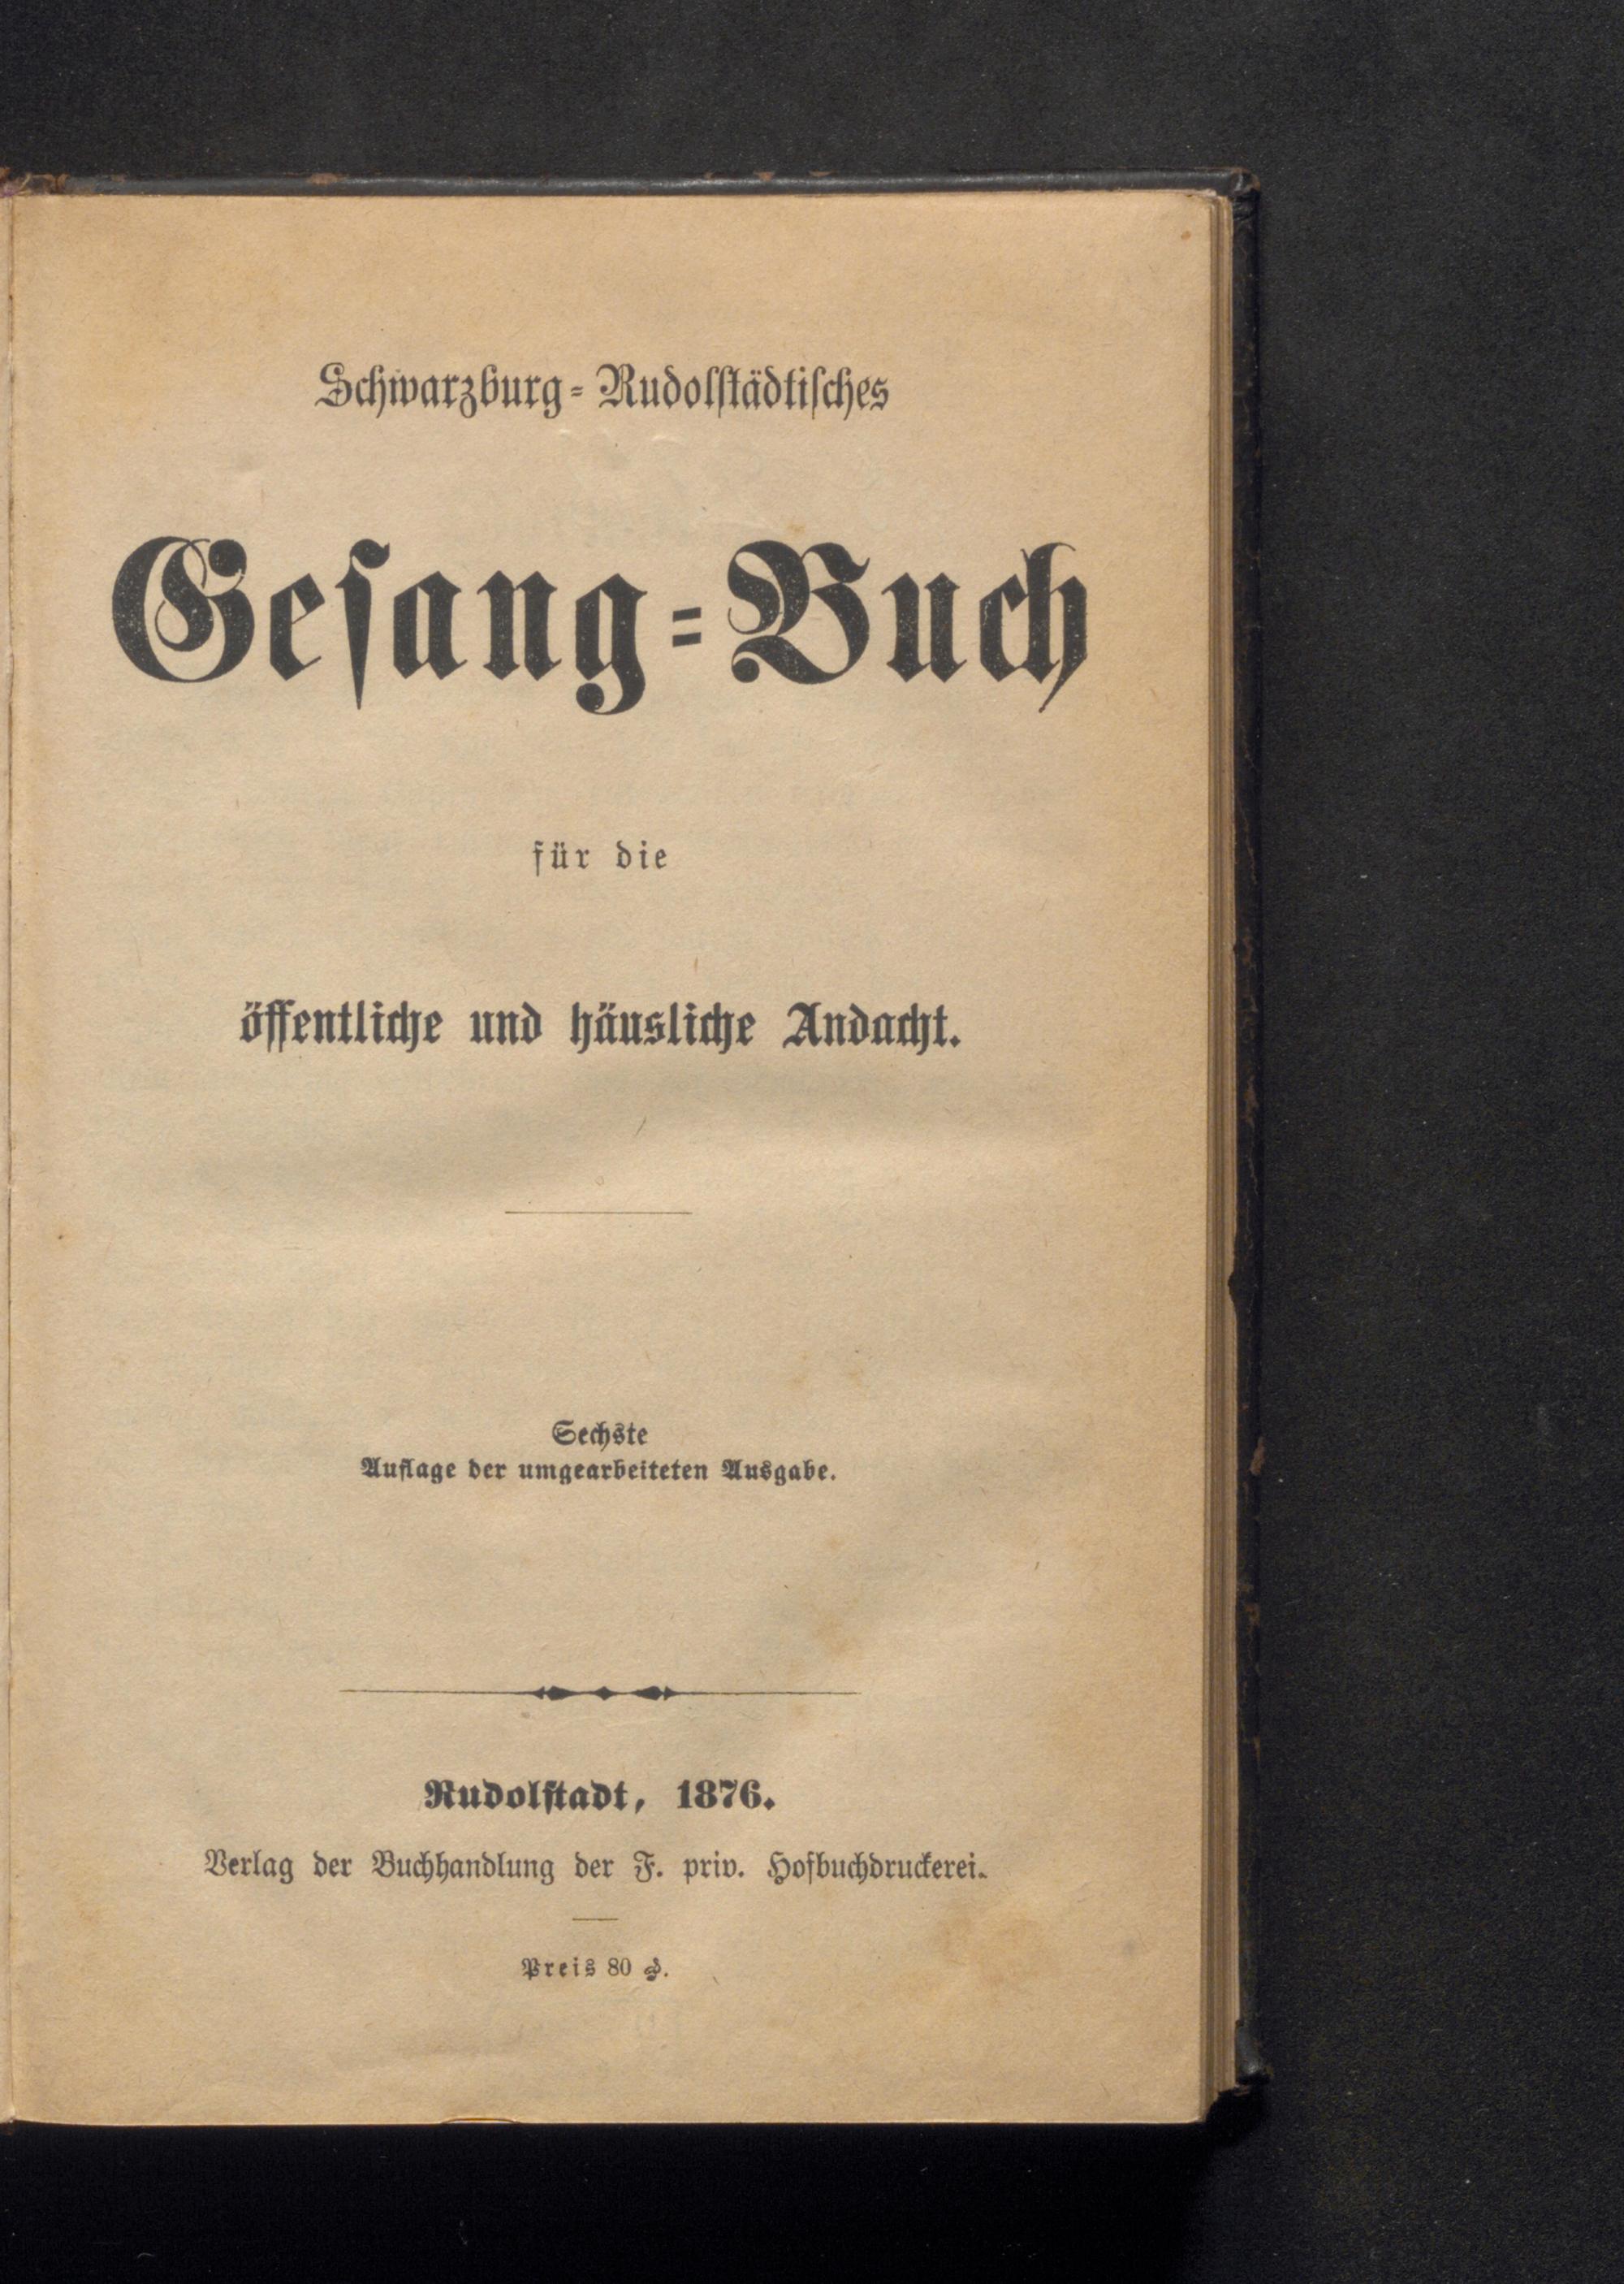 Schwarzburg-Rudolſtädtiſches
Geſang-Buch
für die
öffentliche und häusliche Andacht.
Sechste
Auflage der umgearbeiteten Ausgabe.
Rudolſtadt, 1876.
Verlag der Buchhandlung der F. priv. Hofbuchdruckerei.
Preis 80 ₰.